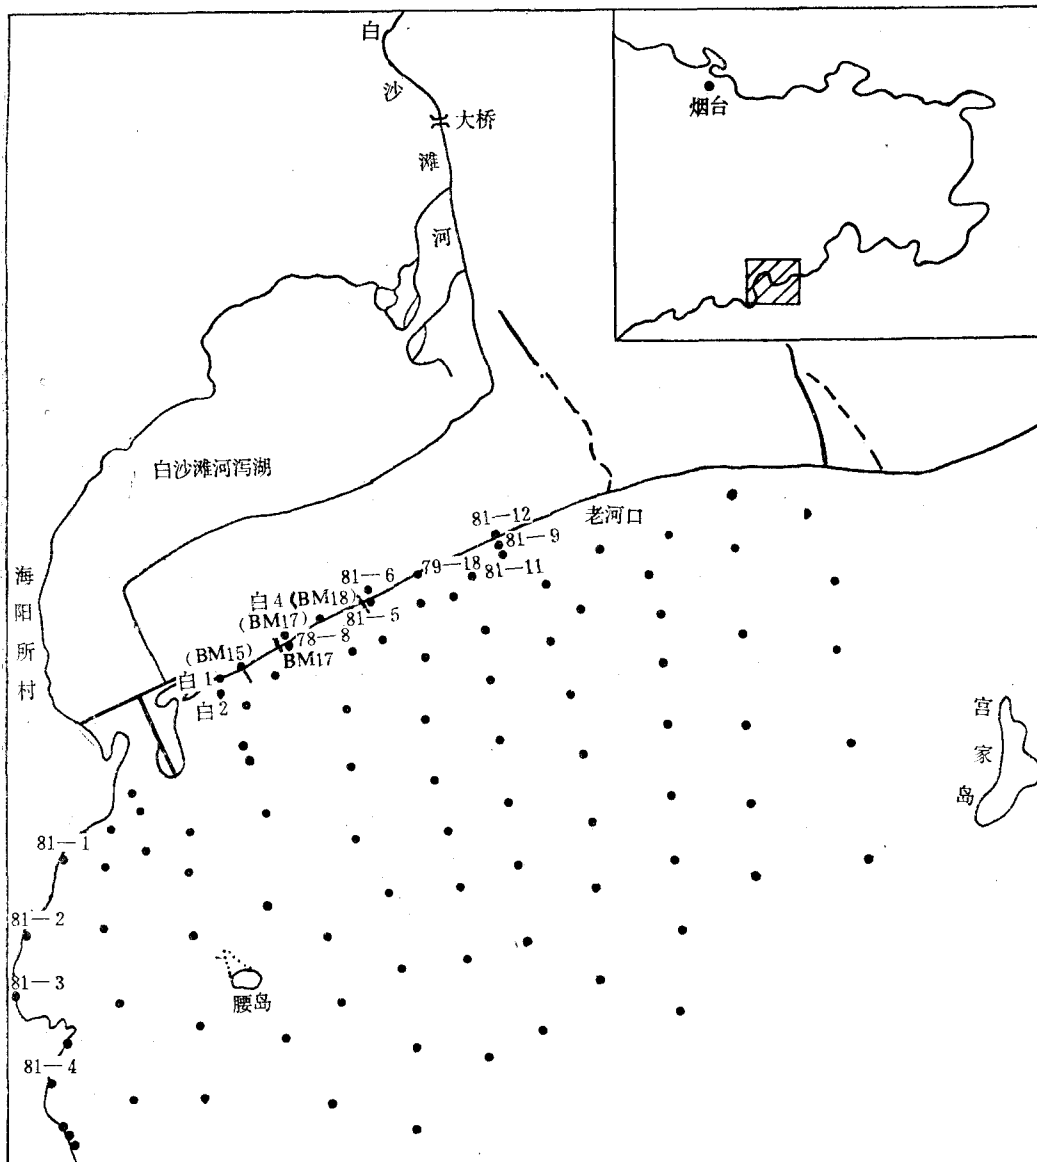 白
沙
滩
河
大桥
烟台
白沙滩河泻湖
老河口
81—12
81—9
81—11
79—18
81—6
白4 (BM18)
81—5
(BM17)
78—8
BM17
(BM15)
白1
白2
海阳所村
宫家岛
81—1
81—2
81—3
腰岛
81—4